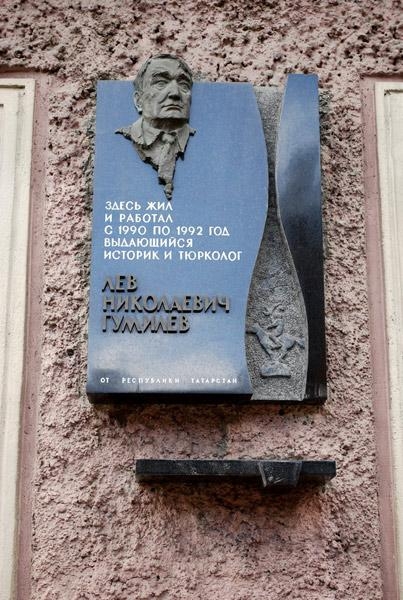 ЗДЕСЬ ЖИЛ
И РАБОТАЛ
С 1990 ПО 1992 ГОД
ВЫДАЮЩИЙСЯ
ИСТОРИК И ТЮРКОЛОГ
ЛЕВ
НИКОЛАЕВИЧ
ГУМИЛЕВ
ОТ РЕСПУБЛИКИ ТАТАРСТАН